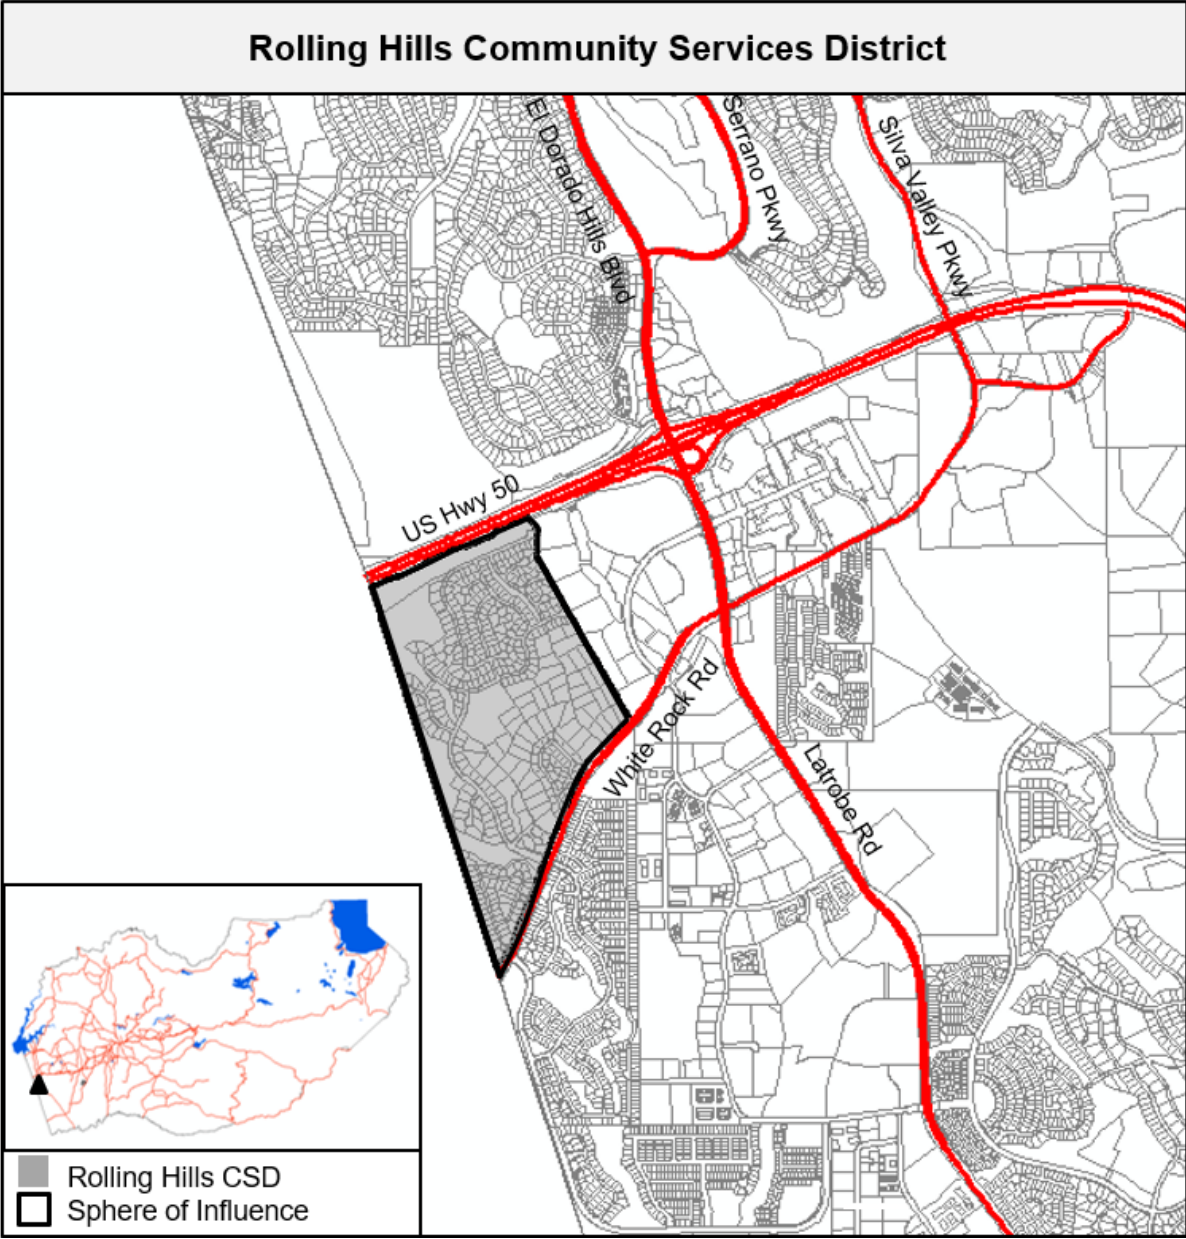 Rolling Hills Community Services District
El Dorado Hills Blvd
Serrano Pkwy
Silva Valley Pkwy
US Hwy 50
White Rock Rd
Latrobe Rd
Rolling Hills CSD
Sphere of Influence